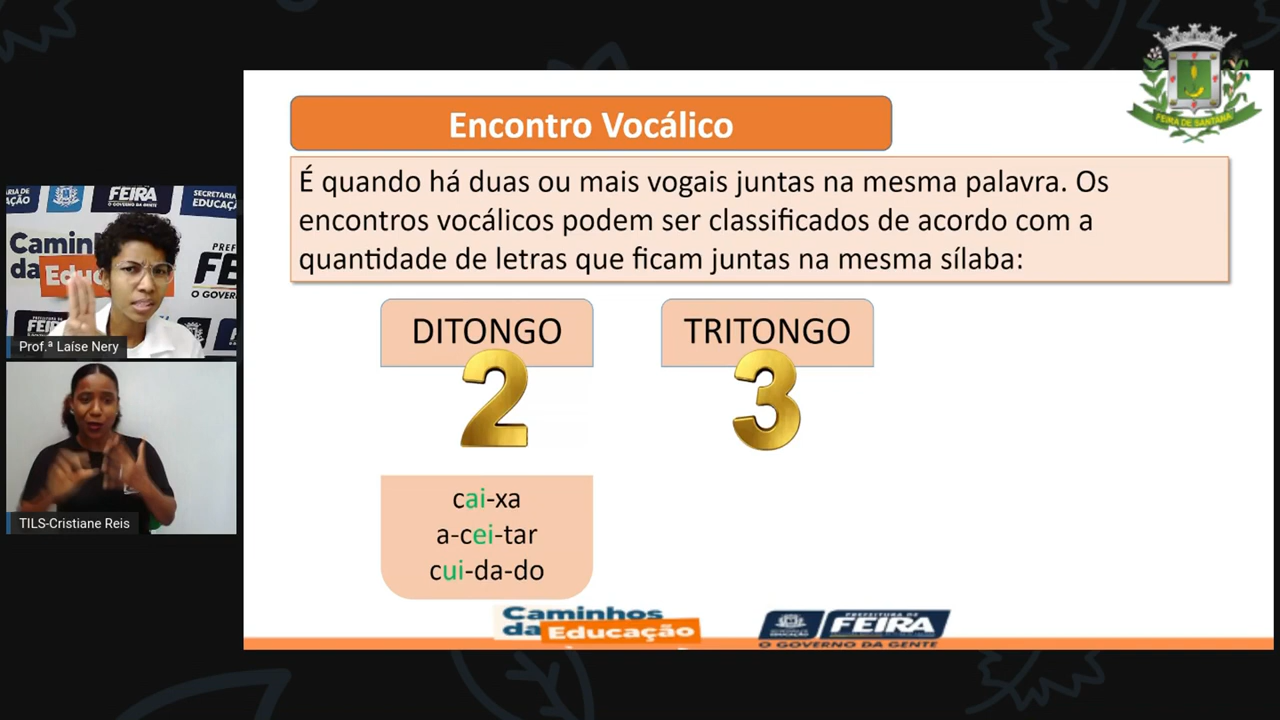 FEIRA DE SANTANA
Encontro Vocálico
É quando há duas ou mais vogais juntas na mesma palavra. Os
encontros vocálicos podem ser classificados de acordo com a
quantidade de letras que ficam juntas na mesma sílaba:
DITONGO
TRITONGO
2
3
cai-xa
a-cei-tar
cui-da-do
FEIRA
O GOVERNO DA GENTE
SECRETARIA
EDUCAÇÃO
Prof.ª Laíse Nery
TILS-Cristiane Reis
Caminhos
da Educação
PREFEITURA DE
FEIRA
O GOVERNO DA GENTE